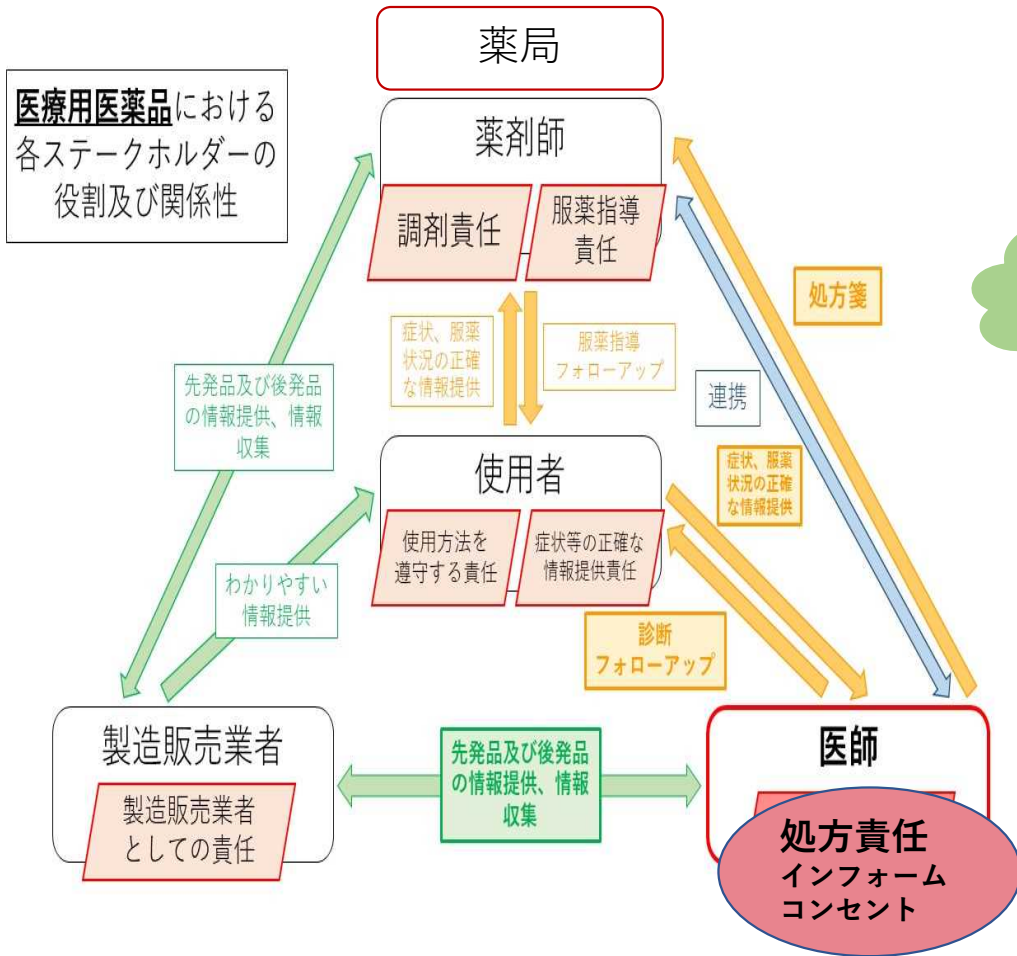 薬局
医療用医薬品における
各ステークホルダーの
役割及び関係性
薬剤師
調剤責任
服薬指導
責任
処方箋
症状、服薬
状況の正確
な情報提供
服薬指導
フォローアップ
先発品及び後発品
の情報提供、情報
収集
連携
症状、服薬
状況の正確
な情報提供
使用者
使用方法を
遵守する責任
症状等の正確な
情報提供責任
わかりやすい
情報提供
診断
フォローアップ
製造販売業者
製造販売業者
としての責任
先発品及び後発品
の情報提供、情報
収集
医師
処方責任
インフォーム
コンセント